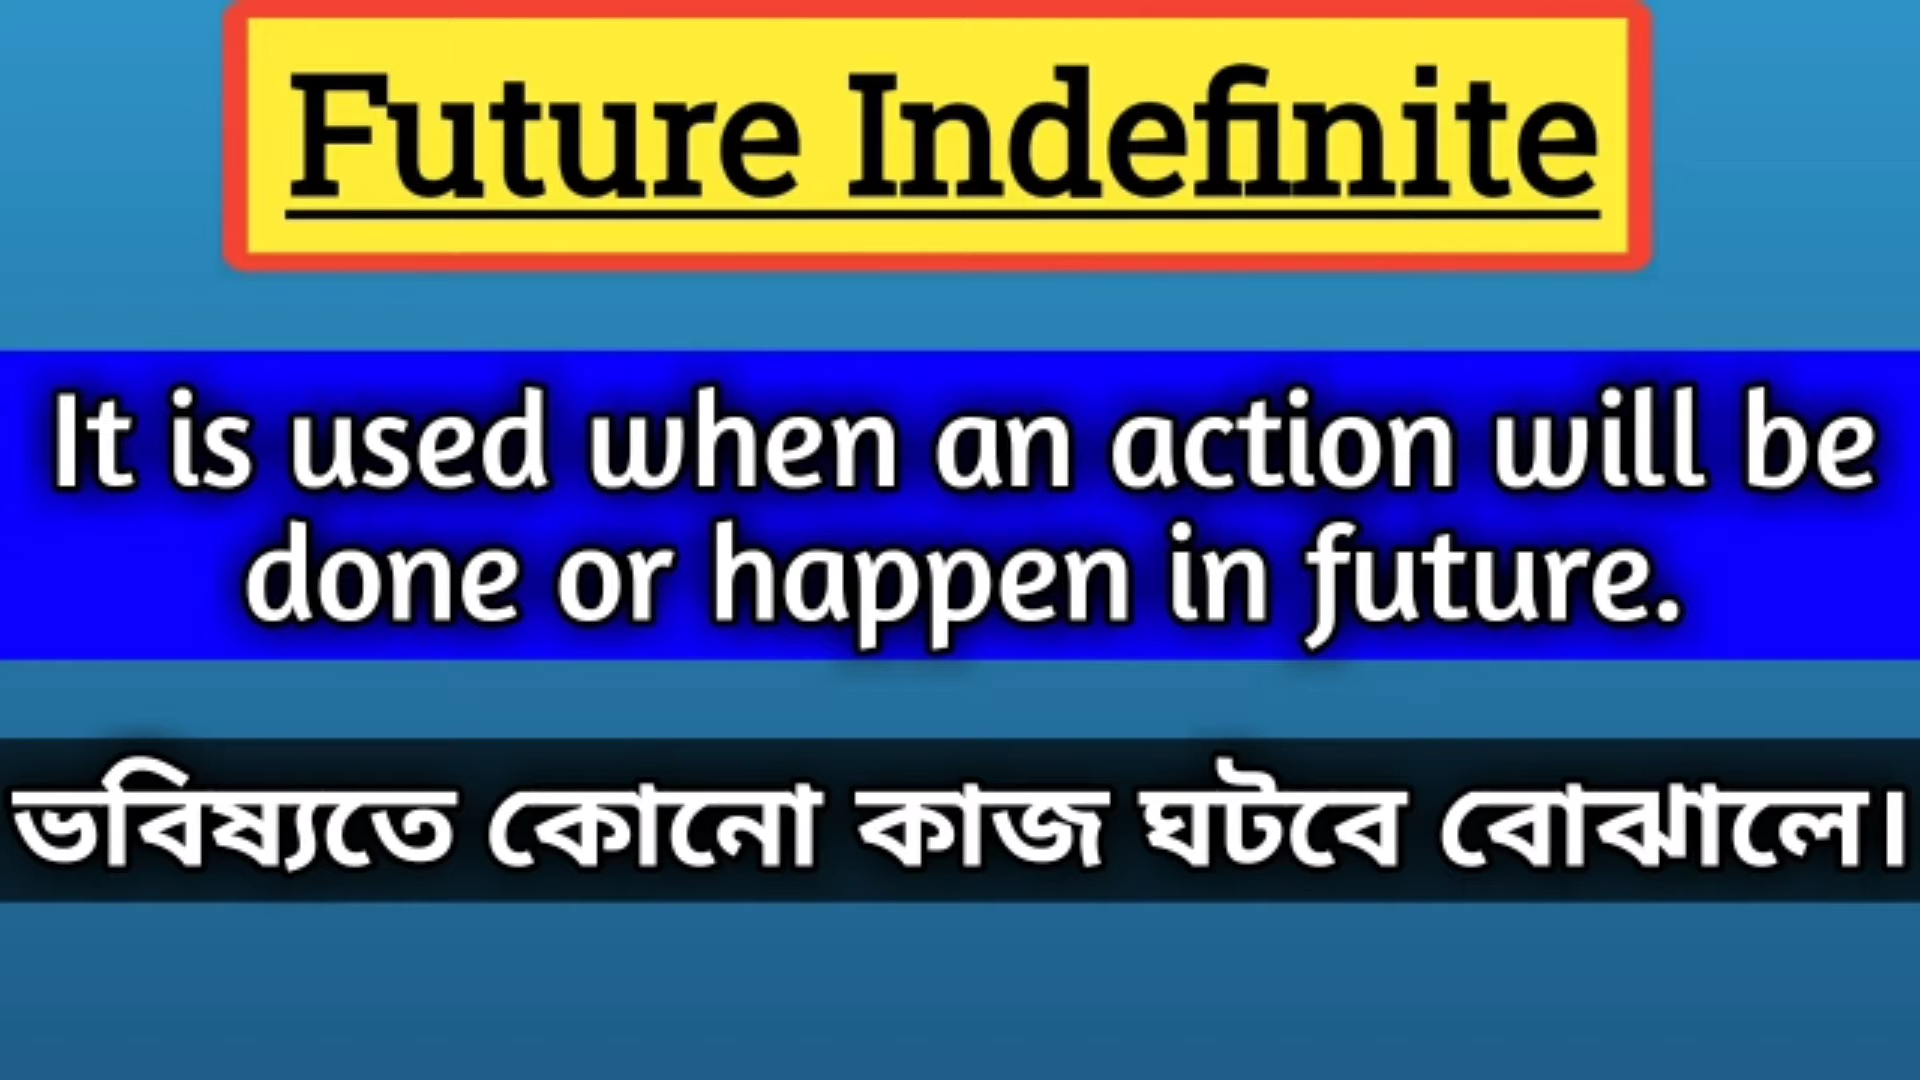 Future Indefinite
It is used when an action will be
done or happen in future.
ভবিষ্যতে কোনো কাজ ঘটবে বোঝালে।